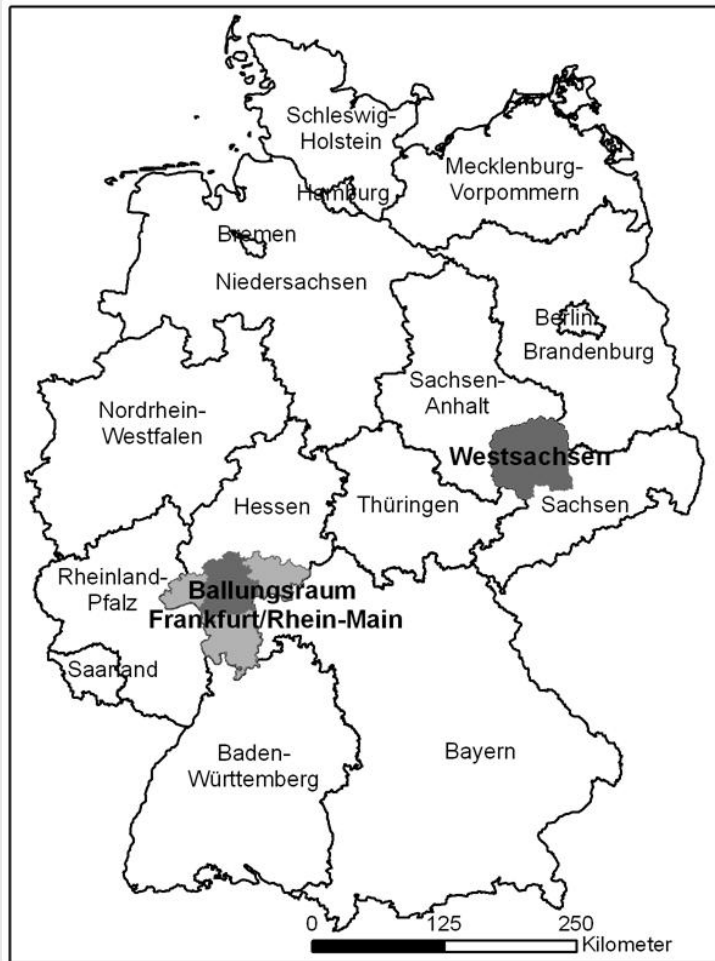 Schleswig-
Holstein
Mecklenburg-
Vorpommern
Hamburg
Bremen
Niedersachsen
Berlin
Brandenburg
Sachsen-
Anhalt
Nordrhein-
Westfalen
Westsachsen
Hessen
Thüringen
Sachsen
Rheinland-
Pfalz
Ballungsraum
Frankfurt/Rhein-Main
Saarland
Baden-
Württemberg
Bayern
0 125 250
Kilometer